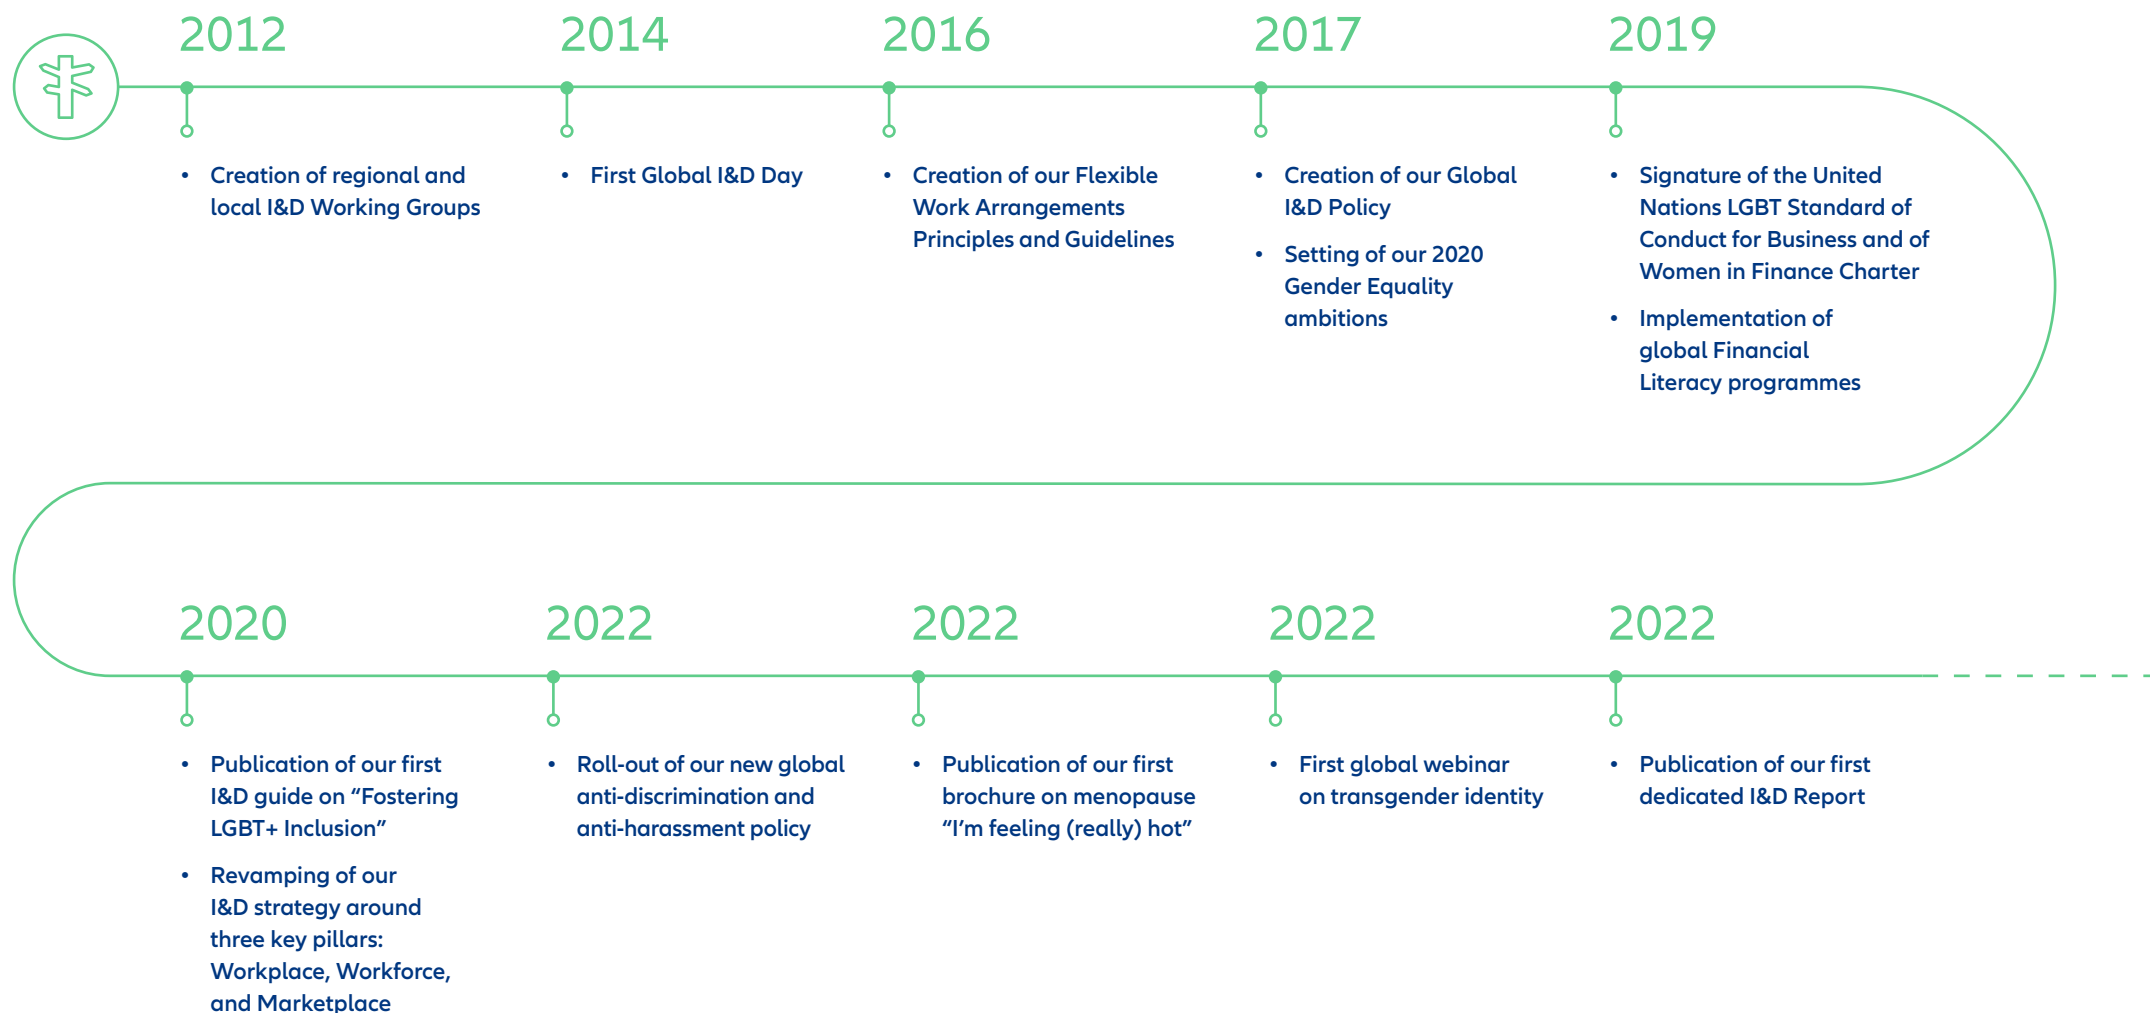 2012
• Creation of regional and
local I&D Working Groups
2014
• First Global I&D Day
2016
• Creation of our Flexible
Work Arrangements
Principles and Guidelines
2017
• Creation of our Global
I&D Policy
• Setting of our 2020
Gender Equality
ambitions
2019
• Signature of the United
Nations LGBT Standard of
Conduct for Business and of
Women in Finance Charter
• Implementation of
global Financial
Literacy programmes
2020
• Publication of our first
I&D guide on “Fostering
LGBT+ Inclusion”
• Revamping of our
I&D strategy around
three key pillars:
Workplace, Workforce,
and Marketplace
2022
• Roll-out of our new global
anti-discrimination and
anti-harassment policy
2022
• Publication of our first
brochure on menopause
“I’m feeling (really) hot”
2022
• First global webinar
on transgender identity
2022
• Publication of our first
dedicated I&D Report